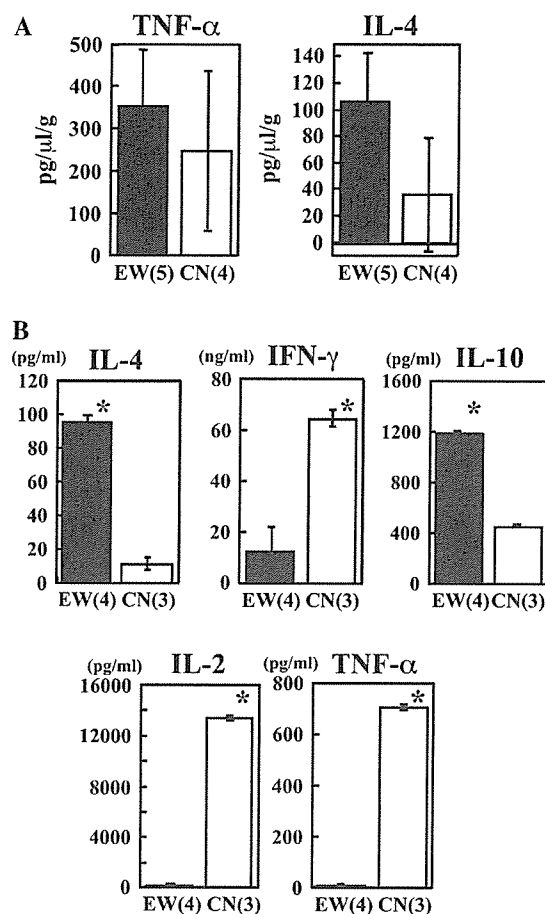 A
TNF-α
IL-4
pg/μl/g
500
400
300
200
100
0
EW(5) CN(4)
pg/μl/g
140
120
100
80
60
40
20
0
EW(5) CN(4)
B
(pg/ml) IL-4
120
100
80
60
40
20
0
*
EW(4) CN(3)
(ng/ml) IFN-γ
80
60
40
20
0
*
EW(4) CN(3)
(pg/ml) IL-10
1600
1200
800
400
0
*
EW(4) CN(3)
(pg/ml) IL-2
16000
12000
8000
4000
0
*
EW(4) CN(3)
(pg/ml) TNF-α
800
600
400
200
0
*
EW(4) CN(3)